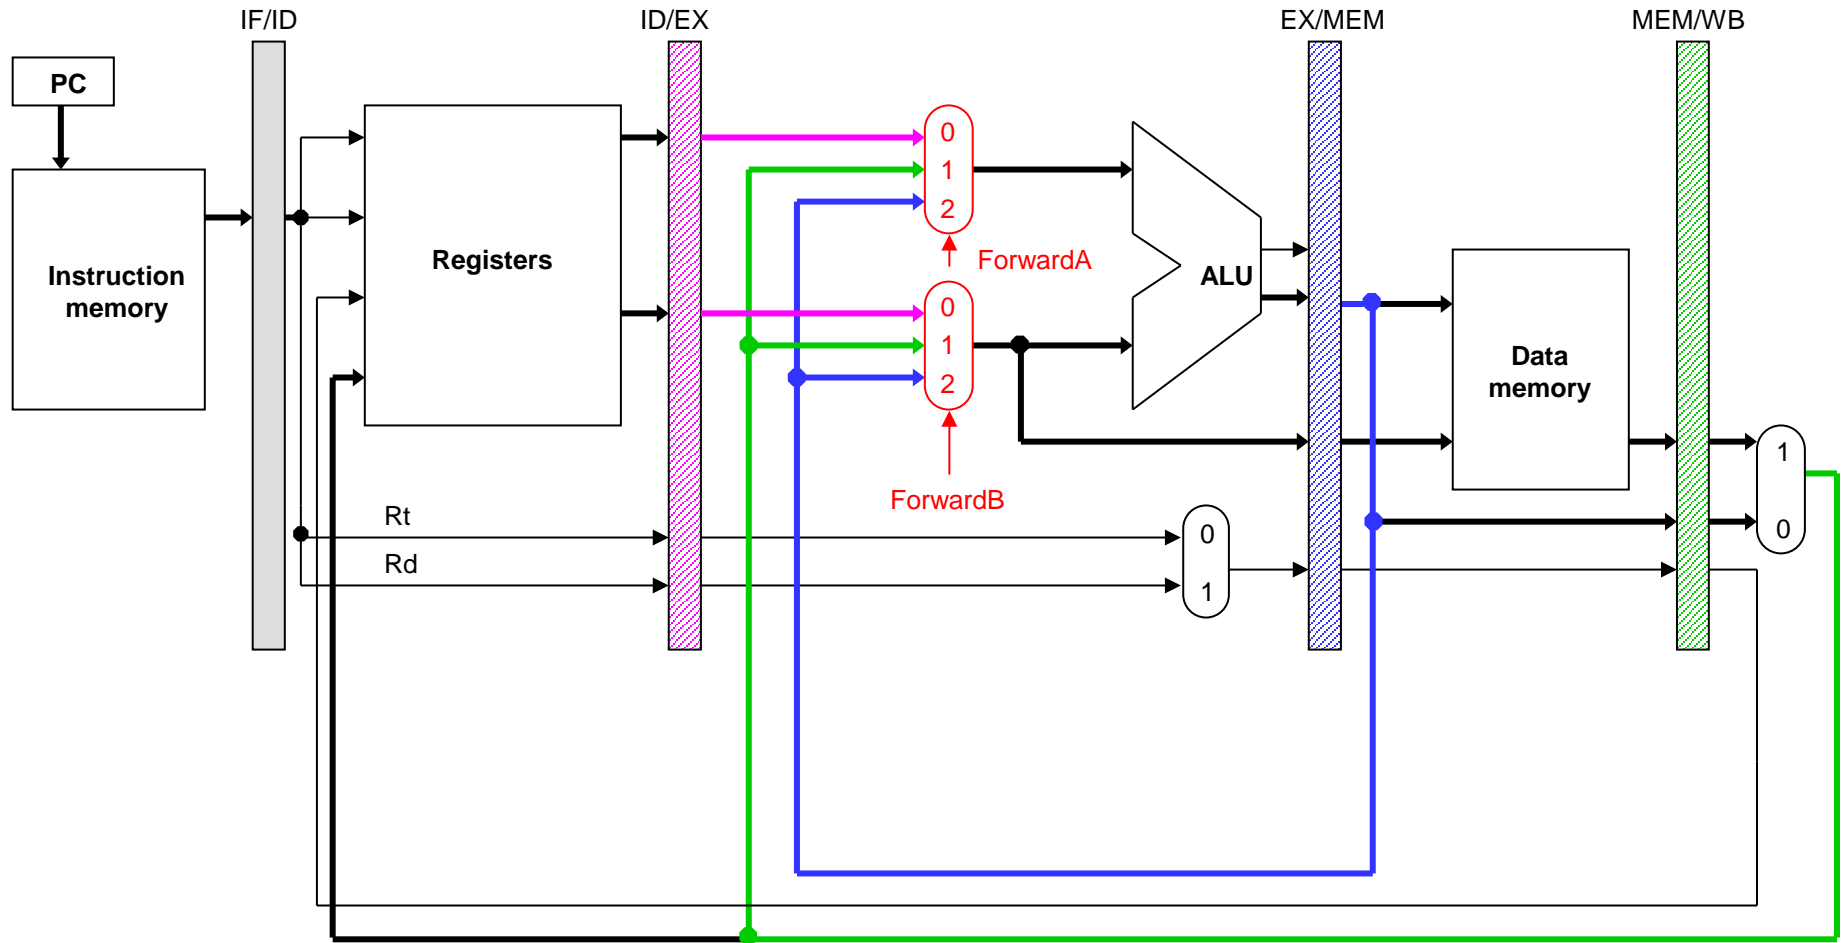 IF/ID
ID/EX
EX/MEM
MEM/WB
PC
Instruction
memory
Registers
0
1
2
ForwardA
0
1
2
ForwardB
ALU
Data
memory
1
0
Rt
Rd
0
1